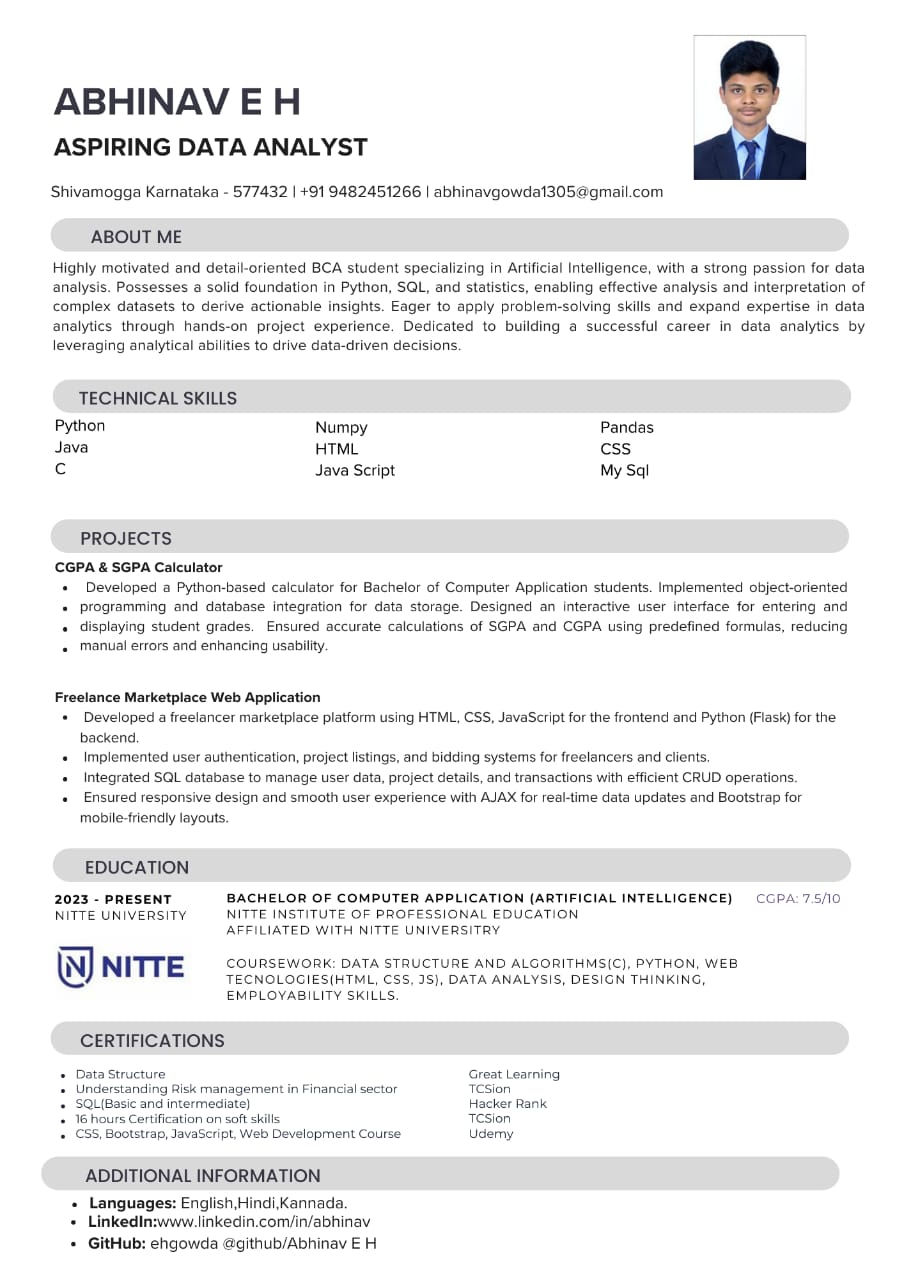 ABHINAV E H
ASPIRING DATA ANALYST
Shivamogga Karnataka - 577432 | +91 9482451266 | abhinavgowda1305@gmail.com
ABOUT ME
Highly motivated and detail-oriented BCA student specializing in Artificial Intelligence, with a strong passion for data
analysis. Possesses a solid foundation in Python, SQL, and statistics, enabling effective analysis and interpretation of
complex datasets to derive actionable insights. Eager to apply problem-solving skills and expand expertise in data
analytics through hands-on project experience. Dedicated to building a successful career in data analytics by
leveraging analytical abilities to drive data-driven decisions.
TECHNICAL SKILLS
Python Numpy Pandas
Java HTML CSS
C Java Script My Sql
PROJECTS
CGPA & SGPA Calculator
• Developed a Python-based calculator for Bachelor of Computer Application students. Implemented object-oriented
• programming and database integration for data storage. Designed an interactive user interface for entering and
• displaying student grades. Ensured accurate calculations of SGPA and CGPA using predefined formulas, reducing
• manual errors and enhancing usability.
Freelance Marketplace Web Application
• Developed a freelancer marketplace platform using HTML, CSS, JavaScript for the frontend and Python (Flask) for the
backend.
• Implemented user authentication, project listings, and bidding systems for freelancers and clients.
• Integrated SQL database to manage user data, project details, and transactions with efficient CRUD operations.
• Ensured responsive design and smooth user experience with AJAX for real-time data updates and Bootstrap for
mobile-friendly layouts.
EDUCATION
2023 - PRESENT BACHELOR OF COMPUTER APPLICATION (ARTIFICIAL INTELLIGENCE) CGPA: 7.5/10
NITTE UNIVERSITY NITTE INSTITUTE OF PROFESSIONAL EDUCATION
AFFILIATED WITH NITTE UNIVERSITRY
NITTE
COURSEWORK: DATA STRUCTURE AND ALGORITHMS(C), PYTHON, WEB
TECNOLOGIES(HTML, CSS, JS), DATA ANALYSIS, DESIGN THINKING,
EMPLOYABILITY SKILLS.
CERTIFICATIONS
• Data Structure Great Learning
• Understanding Risk management in Financial sector TCSion
• SQL(Basic and intermediate) Hacker Rank
• 16 hours Certification on soft skills TCSion
• CSS, Bootstrap, JavaScript, Web Development Course Udemy
ADDITIONAL INFORMATION
• Languages: English,Hindi,Kannada.
• LinkedIn:www.linkedin.com/in/abhinav
• GitHub: ehgowda @github/Abhinav E H